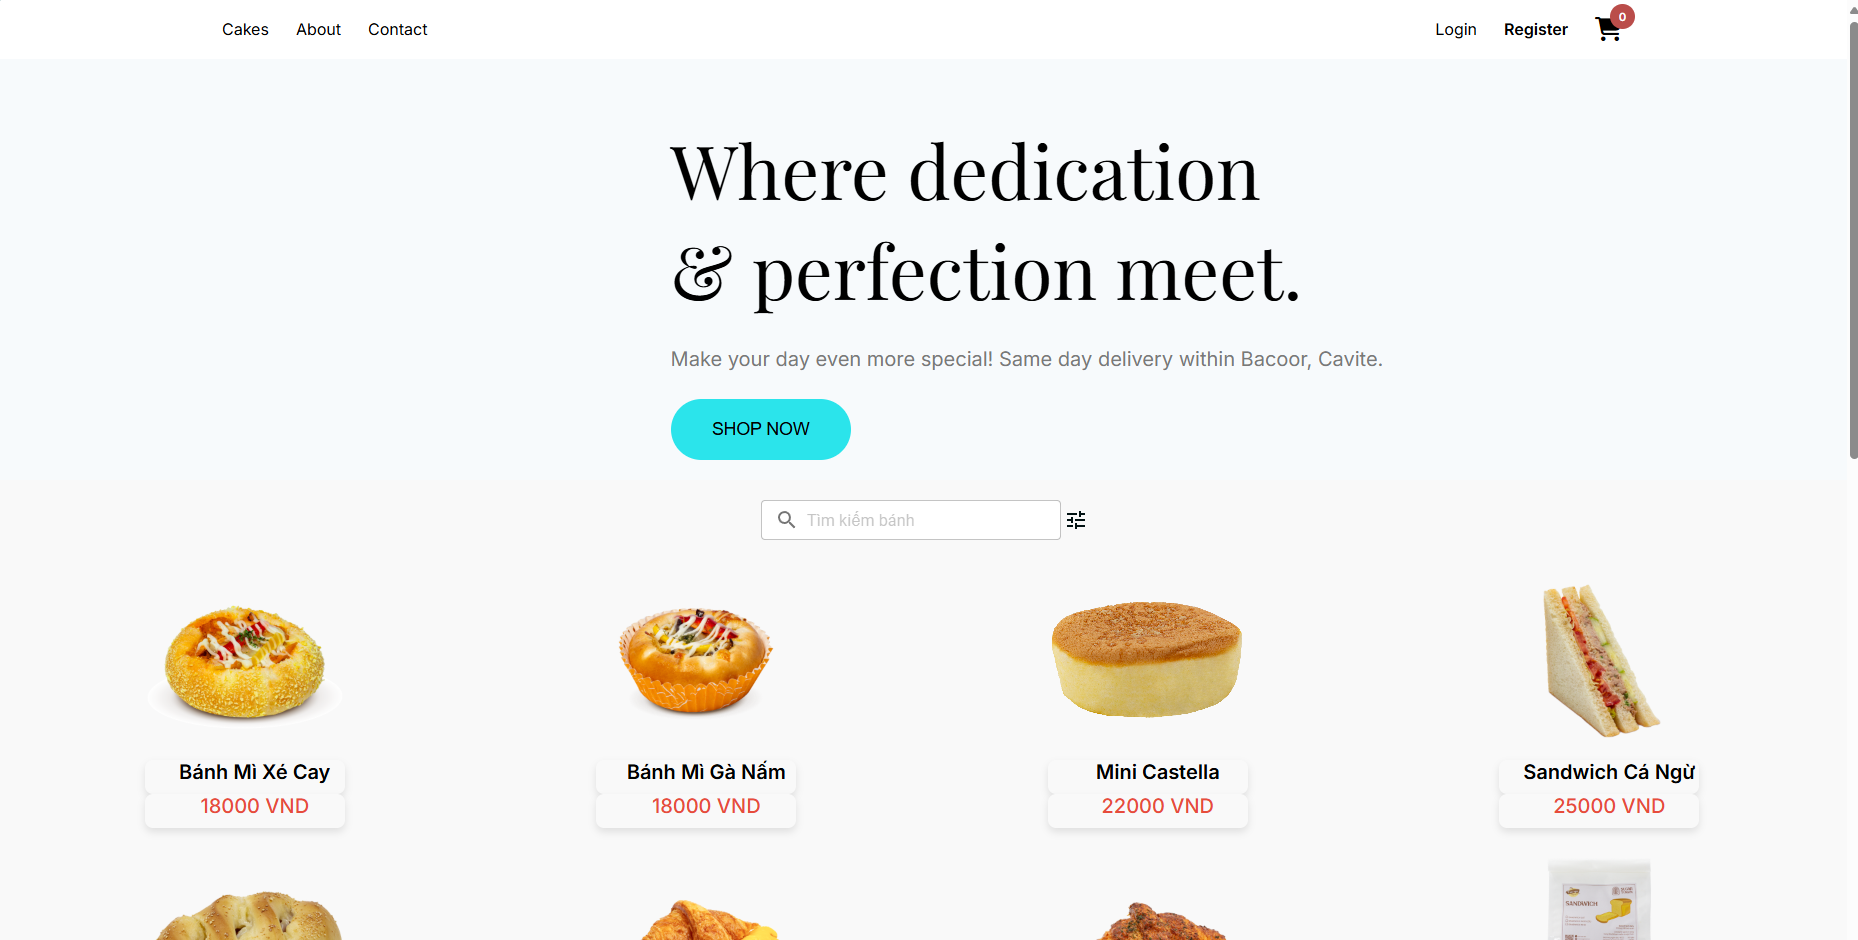 Cakes About Contact Login Register 0
Where dedication
& perfection meet.
Make your day even more special! Same day delivery within Bacoor, Cavite.
SHOP NOW
Tìm kiếm bánh
Bánh Mì Xé Cay
18000 VND
Bánh Mì Gà Nấm
18000 VND
Mini Castella
22000 VND
Sandwich Cá Ngừ
25000 VND
SANDWICH